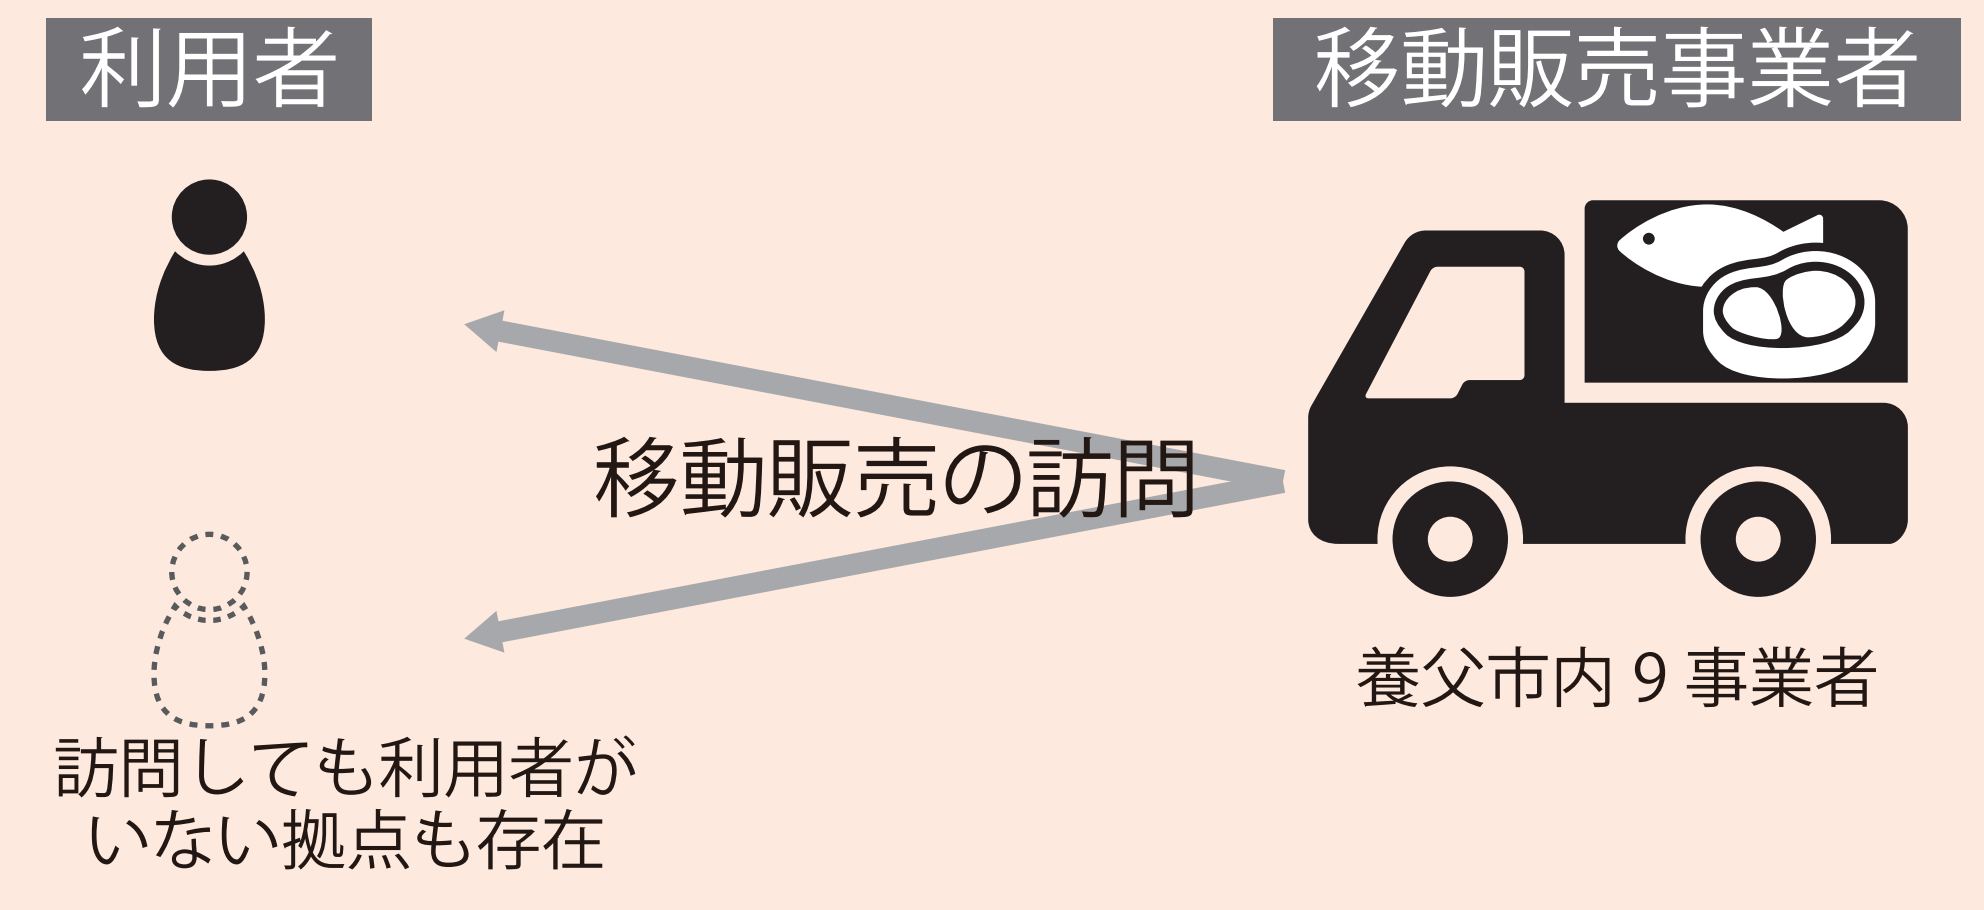 利用者
移動販売事業者
移動販売の訪問
養父市内 9 事業者
訪問しても利用者が
いない拠点も存在